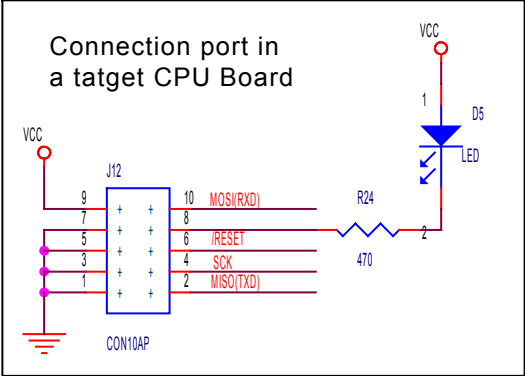 Connection port in
a tatget CPU Board
VCC
1
D5
LED
VCC
J12
9 10 MOSI(RXD)
7 8
5 6 /RESET
3 4 SCK
1 2 MISO(TXD)
R24
470
2
CON10AP